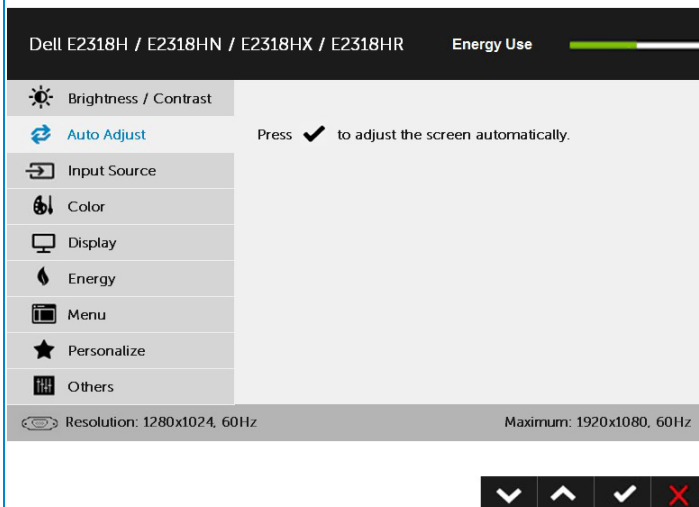 Dell E2318H / E2318HN / E2318HX / E2318HR Energy Use
Brightness / Contrast
Auto Adjust
Press to adjust the screen automatically.
Input Source
Color
Display
Energy
Menu
Personalize
Others
Resolution: 1280x1024, 60Hz Maximum: 1920x1080, 60Hz